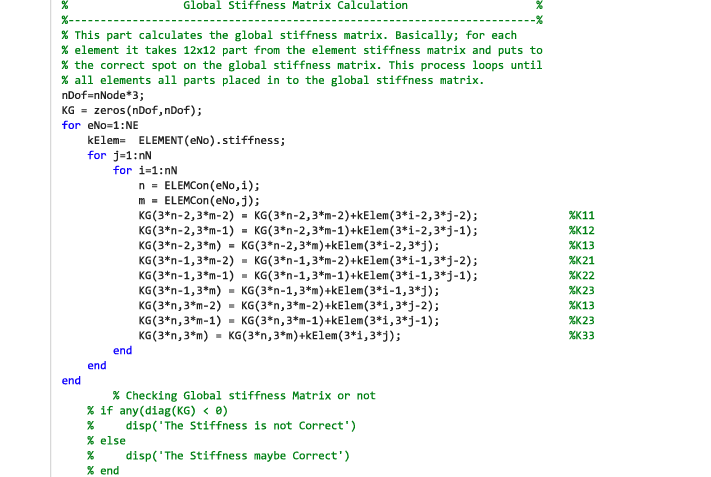 %                  Global Stiffness Matrix Calculation                    %
%-------------------------------------------------------------------------%
% This part calculates the global stiffness matrix. Basically; for each
% element it takes 12x12 part from the element stiffness matrix and puts to
% the correct spot on the global stiffness matrix. This process loops until
% all elements all parts placed in to the global stiffness matrix.
nDof=nNode*3;
KG = zeros(nDof,nDof);
for eNo=1:NE
    kElem=  ELEMENT(eNo).stiffness;
    for j=1:nN
        for i=1:nN
            n = ELEMCon(eNo,i);
            m = ELEMCon(eNo,j);
            KG(3*n-2,3*m-2) = KG(3*n-2,3*m-2)+kElem(3*i-2,3*j-2);              %K11
            KG(3*n-2,3*m-1) = KG(3*n-2,3*m-1)+kElem(3*i-2,3*j-1);              %K12
            KG(3*n-2,3*m) = KG(3*n-2,3*m)+kElem(3*i-2,3*j);                    %K13
            KG(3*n-1,3*m-2) = KG(3*n-1,3*m-2)+kElem(3*i-1,3*j-2);              %K21
            KG(3*n-1,3*m-1) = KG(3*n-1,3*m-1)+kElem(3*i-1,3*j-1);              %K22
            KG(3*n-1,3*m) = KG(3*n-1,3*m)+kElem(3*i-1,3*j);                    %K23
            KG(3*n,3*m-2) = KG(3*n,3*m-2)+kElem(3*i,3*j-2);                    %K13
            KG(3*n,3*m-1) = KG(3*n,3*m-1)+kElem(3*i,3*j-1);                    %K23
            KG(3*n,3*m) = KG(3*n,3*m)+kElem(3*i,3*j);                          %K33
        end
    end
end
        % Checking Global stiffness Matrix or not
    % if any(diag(KG) < 0)
    %     disp('The Stiffness is not Correct')
    % else
    %     disp('The Stiffness maybe Correct')
    % end